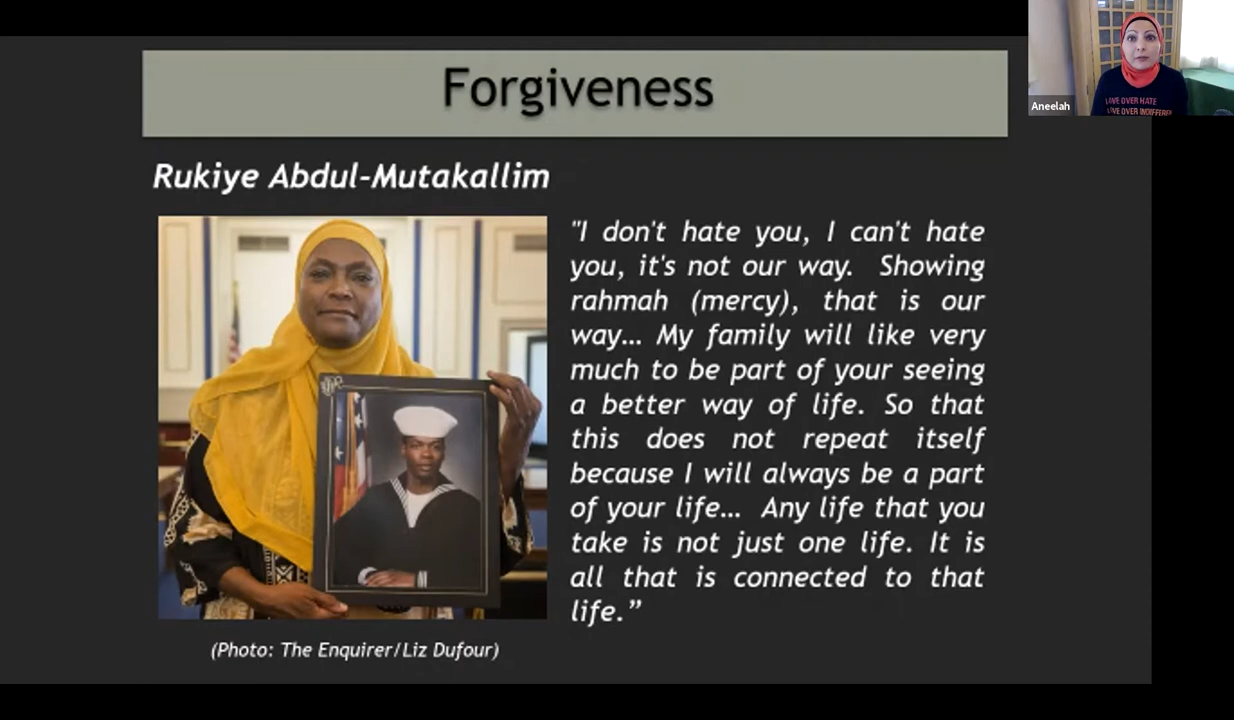 Forgiveness
Rukiye Abdul-Mutakallim
"I don't hate you, I can't hate
you, it's not our way. Showing
rahmah (mercy), that is our
way… My family will like very
much to be part of your seeing
a better way of life. So that
this does not repeat itself
because I will always be a part
of your life… Any life that you
take is not just one life. It is
all that is connected to that
life.”
(Photo: The Enquirer/Liz Dufour)
Aneelah
LOVE OVER HATE
LOVE OVER INDIFFEREN